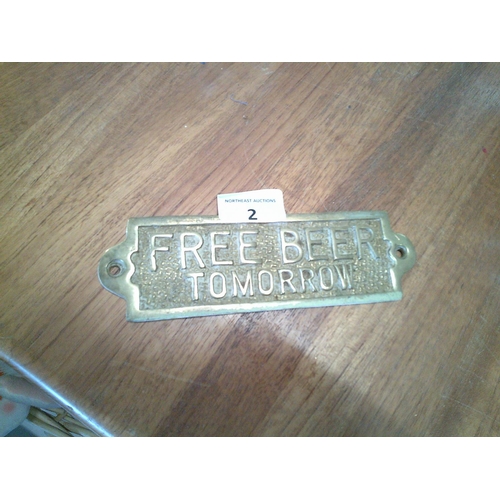 NORTHEAST AUCTIONS
2
FREE BEER
TOMORROW